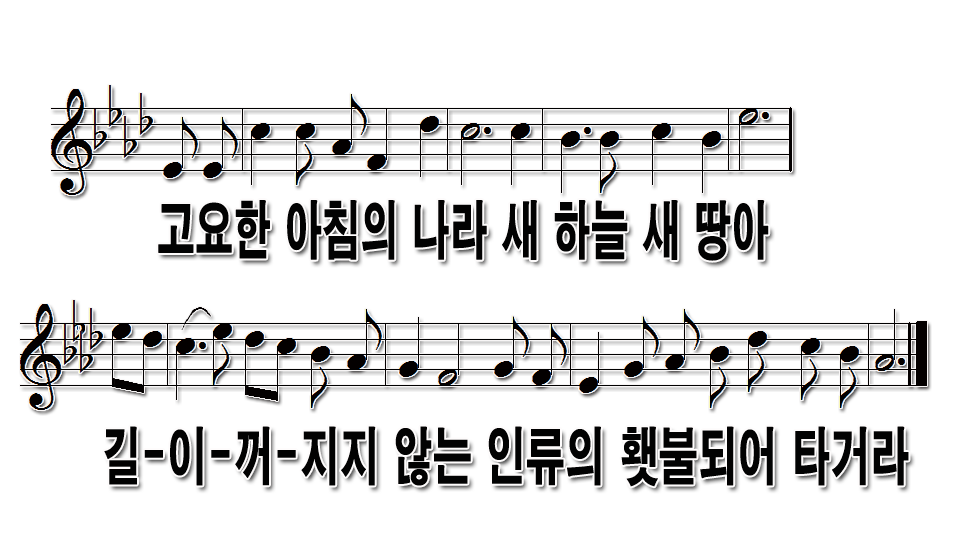 고요한 아침의 나라 새 하늘 새 땅아
길-이-꺼-지지 않는 인류의 횃불되어 타거라